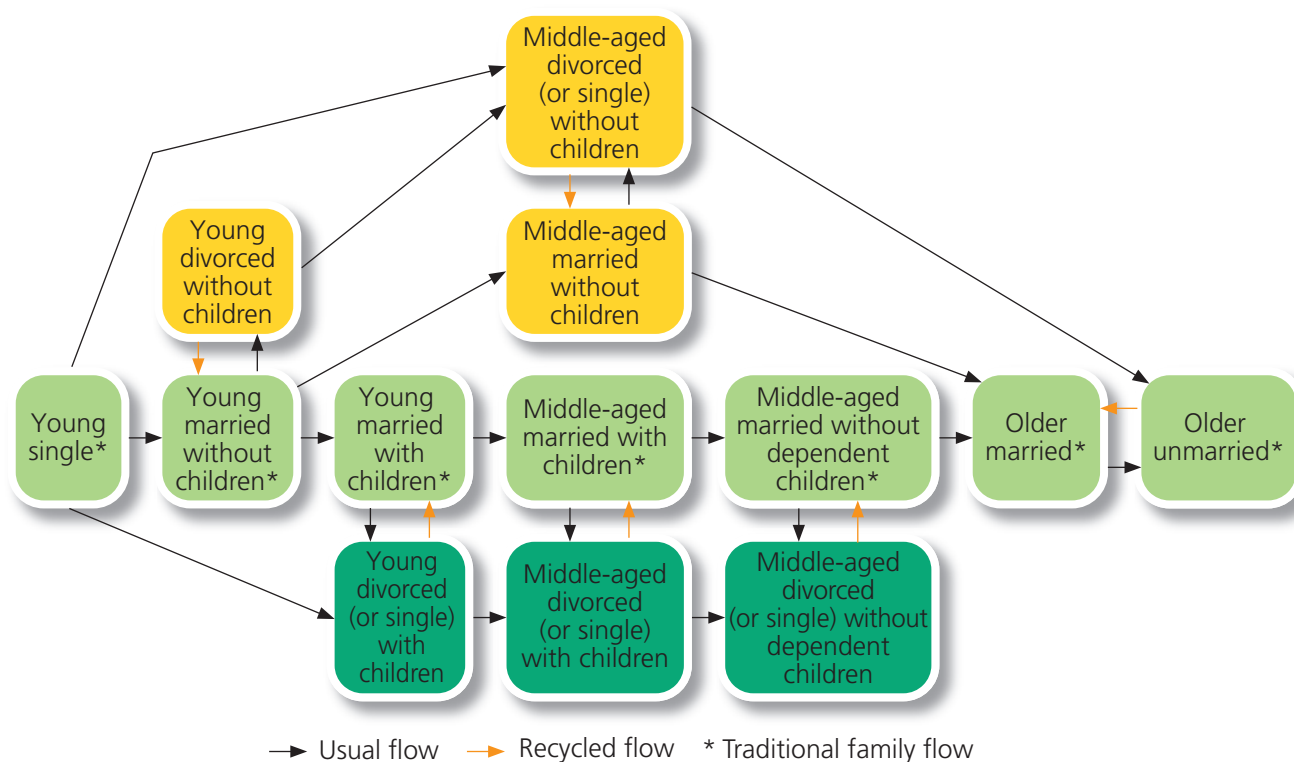 Middle-aged
divorced
(or single)
without
children
Young
divorced
without
children
Middle-aged
married
without
children
Young
single*
Young
married
without
children*
Young
married
with
children*
Middle-aged
married with
children*
Middle-aged
married without
dependent
children*
Older
married*
Older
unmarried*
Young
divorced
(or single)
with
children
Middle-aged
divorced
(or single)
with children
Middle-aged
divorced
(or single) without
dependent
children
Usual flow
Recycled flow
* Traditional family flow